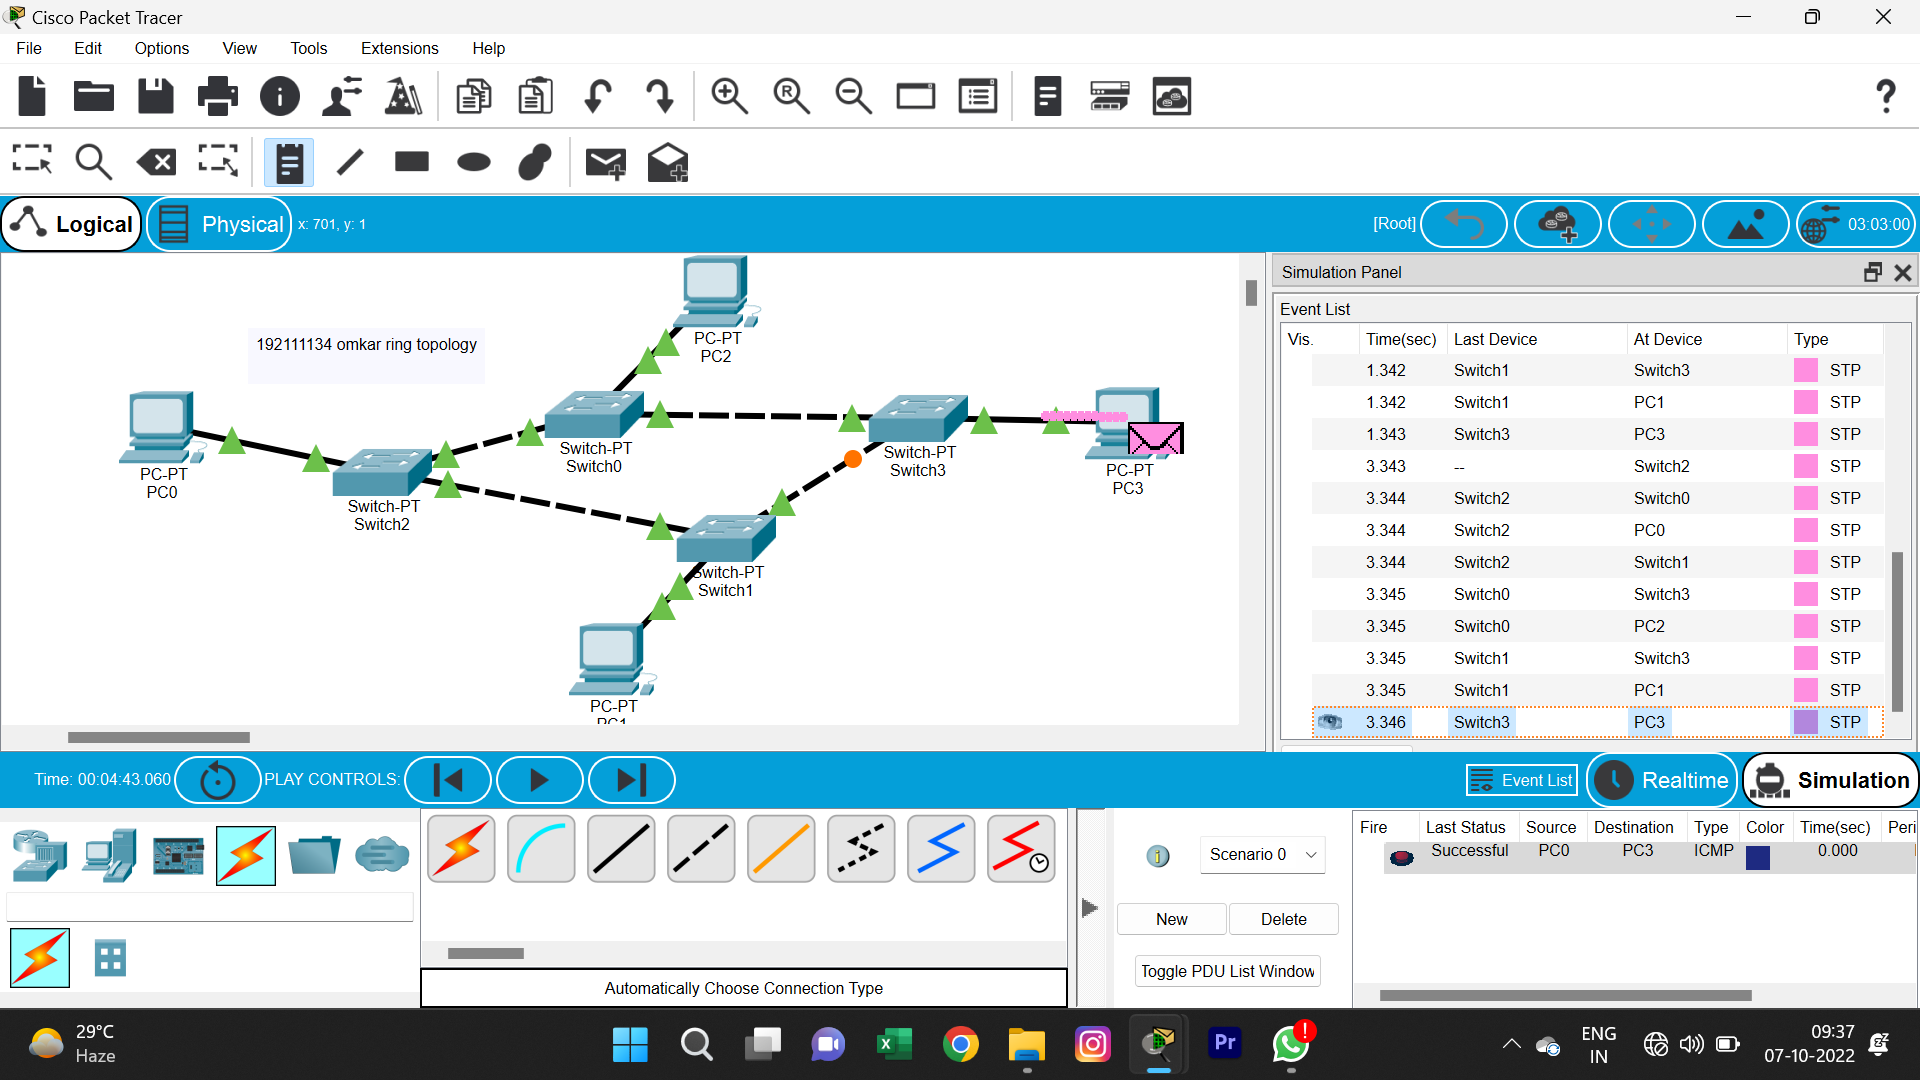 Cisco Packet Tracer
File Edit Options View Tools Extensions Help
Logical Physical x: 701, y: 1 [Root] 03:03:00
192111134 omkar ring topology
PC-PT
PC2
PC-PT
PC0
Switch-PT
Switch0
Switch-PT
Switch3
PC-PT
PC3
Switch-PT
Switch2
Switch-PT
Switch1
PC-PT
PC1
Simulation Panel
Event List
Vis. Time(sec) Last Device At Device Type
1.342 Switch1 Switch3 STP
1.342 Switch1 PC1 STP
1.343 Switch3 PC3 STP
3.343 -- Switch2 STP
3.344 Switch2 Switch0 STP
3.344 Switch2 PC0 STP
3.344 Switch2 Switch1 STP
3.345 Switch0 Switch3 STP
3.345 Switch0 PC2 STP
3.345 Switch1 Switch3 STP
3.345 Switch1 PC1 STP
3.346 Switch3 PC3 STP
Time: 00:04:43.060 PLAY CONTROLS: Event List Realtime Simulation
Automatically Choose Connection Type
Scenario 0
New Delete
Toggle PDU List Window
Fire Last Status Source Destination Type Color Time(sec) Peri
Successful PC0 PC3 ICMP 0.000
29°C
Haze
Pr
ENG
IN
09:37
07-10-2022